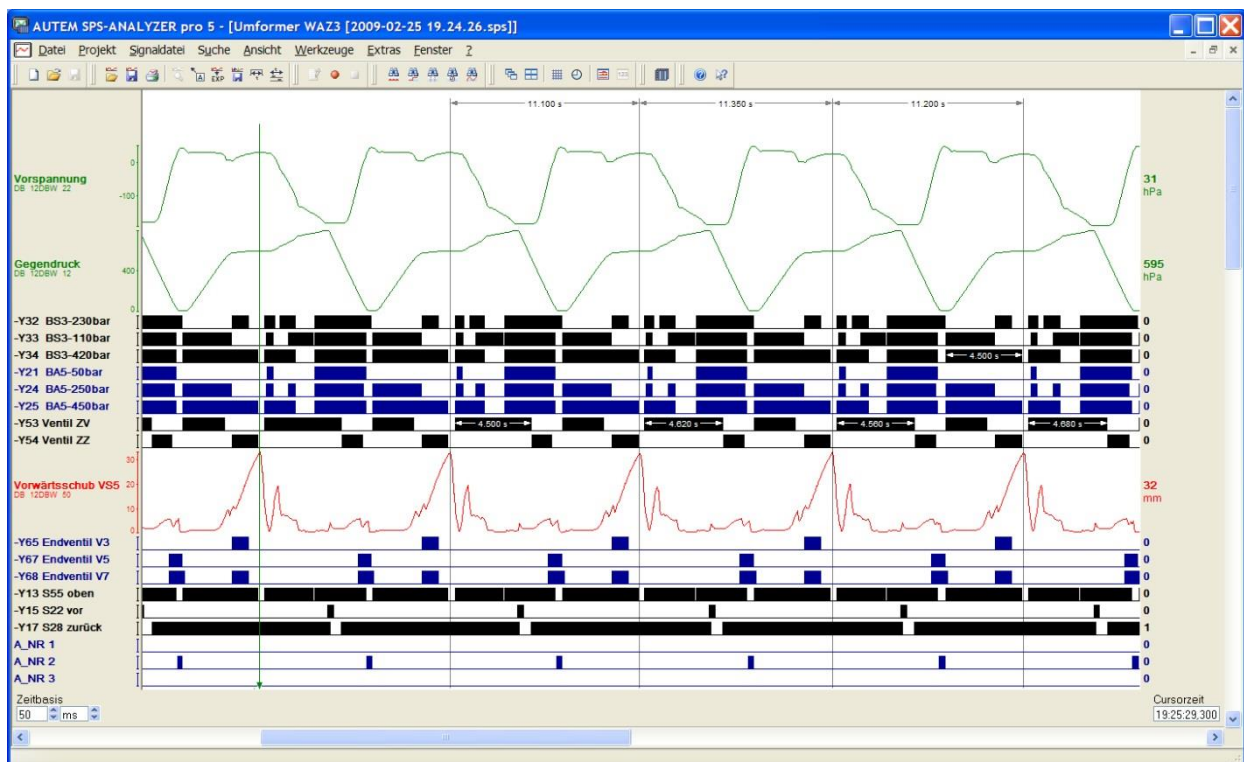 AUTEM SPS-ANALYZER pro 5 - [Umformer WAZ3 [2009-02-25 19.24.26.sps]]
Datei Projekt Signaldatei Suche Ansicht Werkzeuge Extras Fenster ?
11.100 s 11.350 s 11.200 s
0
Vorspannung
DB 12DBW 22
-100
31
hPa
Gegendruck
DB 12DBW 12
400
0
595
hPa
-Y32 BS3-230bar 0
-Y33 BS3-110bar 0
-Y34 BS3-420bar 4.500 s 0
-Y21 BA5-50bar 0
-Y24 BA5-250bar 0
-Y25 BA5-450bar 0
-Y53 Ventil ZV 4.500 s 4.620 s 4.560 s 4.680 s 0
-Y54 Ventil ZZ 0
30
Vorwärtsschub VS5 20
DB 12DBW 50
10
0
32
mm
-Y65 Endventil V3 0
-Y67 Endventil V5 0
-Y68 Endventil V7 0
-Y13 S55 oben 0
-Y15 S22 vor 0
-Y17 S28 zurück 1
A_NR 1 0
A_NR 2 0
A_NR 3 0
Zeitbasis
50 ms
Cursorzeit
19:25:29,300